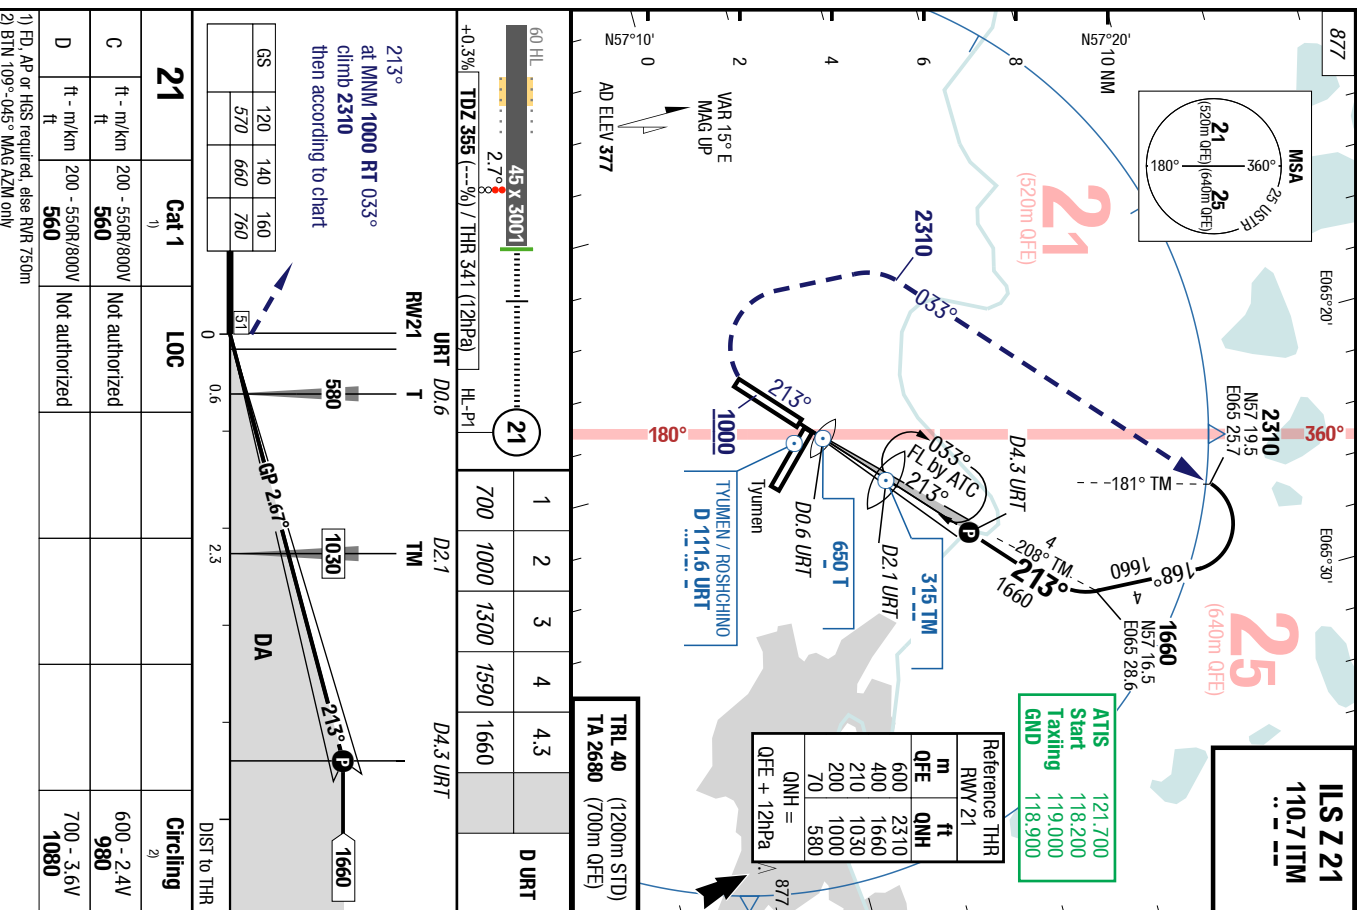 877
ILS Z 21
110.7 ITM
MSA
360°
180°
25 USTR
21
(520m QFE)
25
(640m QFE)
10 NM
8
6
4
2
0
N57°20'
N57°10'
E065°20'
E065°30'
21
(520m QFE)
25
(640m QFE)
VAR 15° E
MAG UP
AD ELEV 377
360°
180°
2310
N57 19.5
E065 25.7
181° TM
168°
1660
4
1660
N57 16.5
E065 28.6
4
208° TM
213°
1660
2310
033°
D4.3 URT
P
033°
FL by ATC
213°
213°
1000
D2.1 URT
D0.6 URT
Tyumen
315 TM
650 T
TYUMEN / ROSHCHINO
D 111.6 URT
ATIS 121.700
Start 118.200
Taxiing 119.000
GND 118.900
Reference THR
RWY 21
m ft
QFE QNH
600 2310
400 1660
210 1030
200 1000
70 580
QNH =
QFE + 12hPa
877
TRL 40 (1200m STD)
TA 2680 (700m QFE)
60 HL
45 x 3001
2.7°
+0.3%
TDZ 355 (---%) / THR 341 (12hPa)
HL-P1
21
1 2 3 4 4.3 D URT
700 1000 1300 1590 1660
213°
at MNM 1000 RT 033°
climb 2310
then according to chart
GS 120 140 160
570 660 760
URT D0.6 D2.1 D4.3 URT
RW21 T TM
580
1030
1660
51
GP 2.67°
213°
P
DA
0 0.6 2.3 DIST to THR
21 Cat 1 1) LOC Circling 2)
C ft - m/km 200 - 550R/800V Not authorized 600 - 2.4V
ft 560 980
D ft - m/km 200 - 550R/800V Not authorized 700 - 3.6V
ft 560 1080
1) FD, AP or HGS required, else RVR 750m
2) BTN 109°-045° MAG AZM only